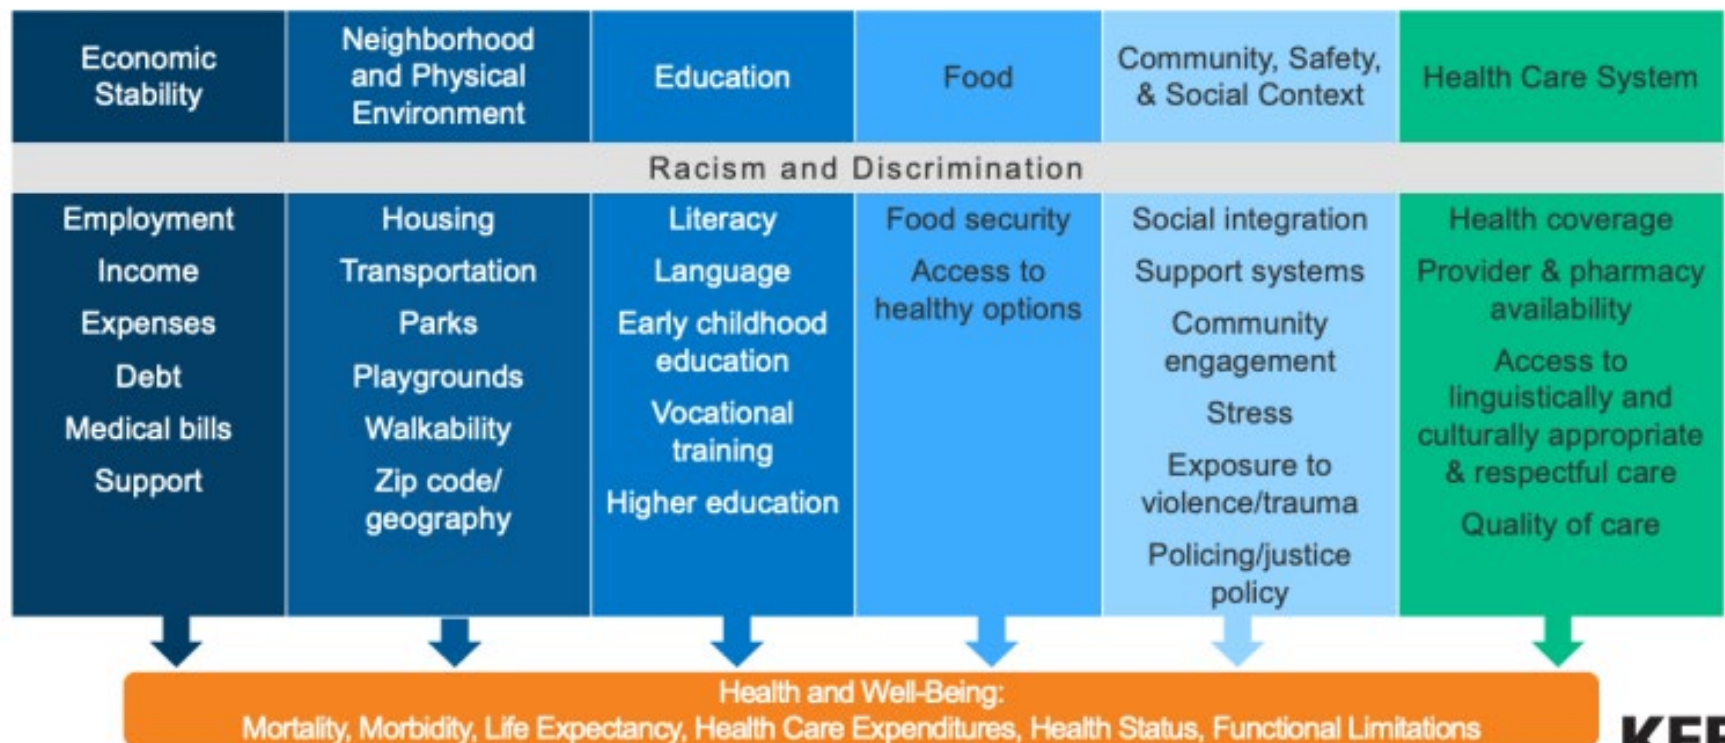 Economic
Stability
Neighborhood
and Physical
Environment
Education
Food
Community, Safety,
& Social Context
Health Care System
Racism and Discrimination
Employment
Income
Expenses
Debt
Medical bills
Support
Housing
Transportation
Parks
Playgrounds
Walkability
Zip code/
geography
Literacy
Language
Early childhood
education
Vocational
training
Higher education
Food security
Access to
healthy options
Social integration
Support systems
Community
engagement
Stress
Exposure to
violence/trauma
Policing/justice
policy
Health coverage
Provider & pharmacy
availability
Access to
linguistically and
culturally appropriate
& respectful care
Quality of care
Health and Well-Being:
Mortality, Morbidity, Life Expectancy, Health Care Expenditures, Health Status, Functional Limitations